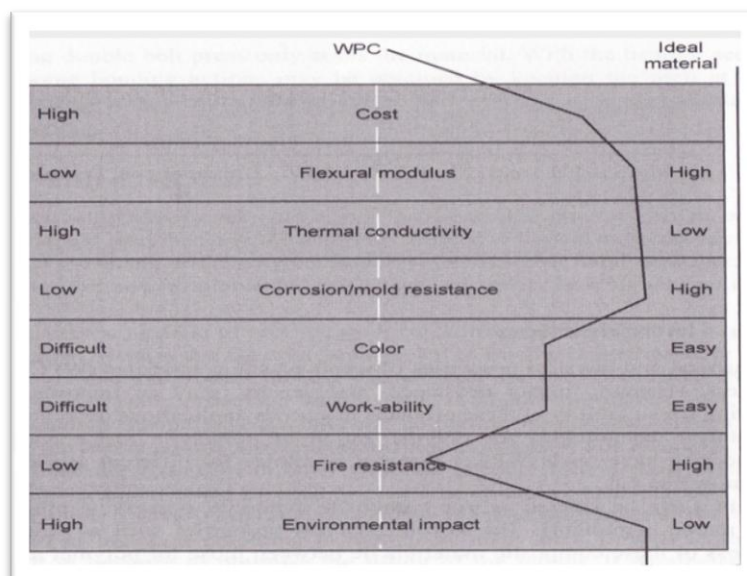 WPC
Ideal
material
High Cost
Low Flexural modulus High
High Thermal conductivity Low
Low Corrosion/mold resistance High
Difficult Color Easy
Difficult Work-ability Easy
Low Fire resistance High
High Environmental impact Low